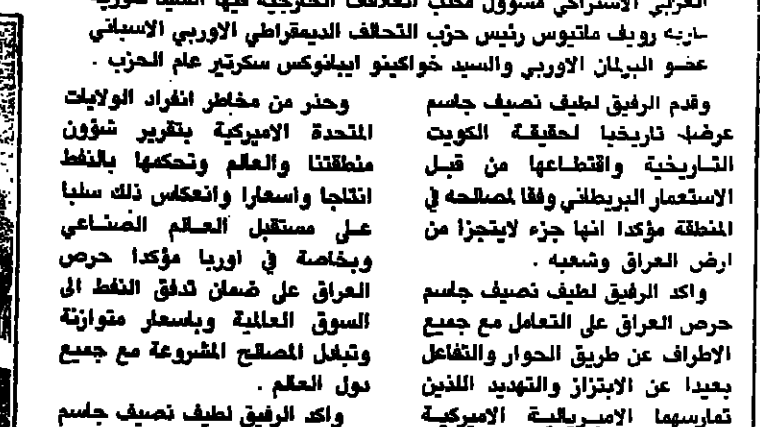 العربي الاشتراكي مسؤول مكتب العلاقات الخارجية فيها السيد
رئيس حزب التحالف الديمقراطي الاوربي الاسباني
عضو البرلمان الاوربي والسيد خواكينو ايبانوكس سكرتير عام الحزب .
وقدم الرفيق لطيف نصيف جاسم
عرضا تاريخيا لحقيقة الكويت
التاريخية واقتطاعها من قبل
الاستعمار البريطاني وفقا لمصالحه في
المنطقة مؤكدا انها جزء لايتجزأ من
ارض العراق وشعبه .
واكد الرفيق لطيف نصيف جاسم
حرص العراق على التعامل مع جميع
الاطراف عن طريق الحوار والتفاعل
بعيدا عن الابتزاز والتهديد اللذين
تمارسهما الامبريالية الاميركية
وحذر من مخاطر انفراد الولايات
المتحدة الاميركية بتقرير شؤون
منطقتنا والعالم وتحكمها بالنفط
انتاجا واسعارا وانعكاس ذلك سلبا
على مستقبل العالم الصناعي
وبخاصة في اوربا مؤكدا حرص
العراق على ضمان تدفق النفط الى
السوق العالمية وباسعار متوازنة
وتبادل المصالح المشروعة مع جميع
دول العالم .
واكد الرفيق لطيف نصيف جاسم